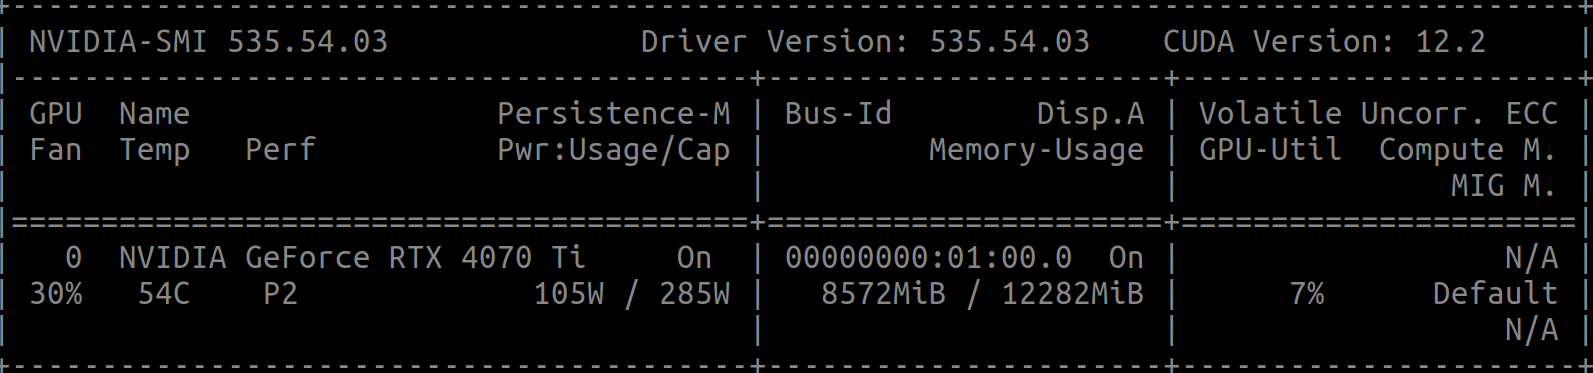 +---------------------------------------------------------------------------------------+
| NVIDIA-SMI 535.54.03              Driver Version: 535.54.03    CUDA Version: 12.2     |
|-----------------------------------------+----------------------+----------------------+
| GPU  Name                 Persistence-M | Bus-Id        Disp.A | Volatile Uncorr. ECC |
| Fan  Temp   Perf          Pwr:Usage/Cap |         Memory-Usage | GPU-Util  Compute M. |
|                                         |                      |               MIG M. |
|=========================================+======================+======================|
|   0  NVIDIA GeForce RTX 4070 Ti     On  | 00000000:01:00.0  On |                  N/A |
| 30%   54C    P2             105W / 285W |   8572MiB / 12282MiB |      7%      Default |
|                                         |                      |                  N/A |
+-----------------------------------------+----------------------+----------------------+